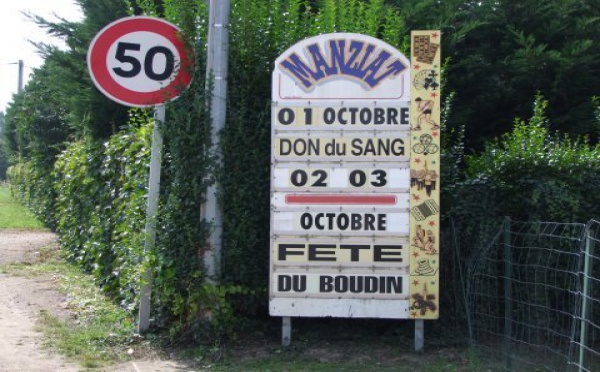 50
MANZIAT
01 OCTOBRE
DON du SANG
02 03
OCTOBRE
FETE
DU BOUDIN